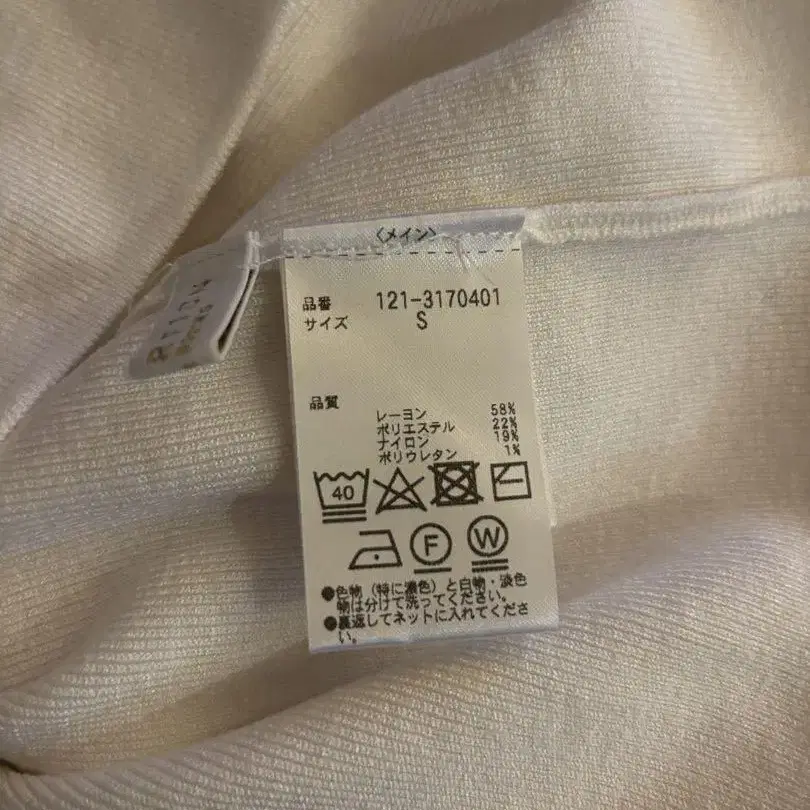 〈メイン〉
品番 121-3170401
サイズ S
品質
レーヨン 58%
ポリエステル 22%
ナイロン 19%
ポリウレタン 1%
40
F W
●色物（特に濃色）と白物・淡色
物は分けて洗ってください。
●裏返してネットに入れてくださ
い。